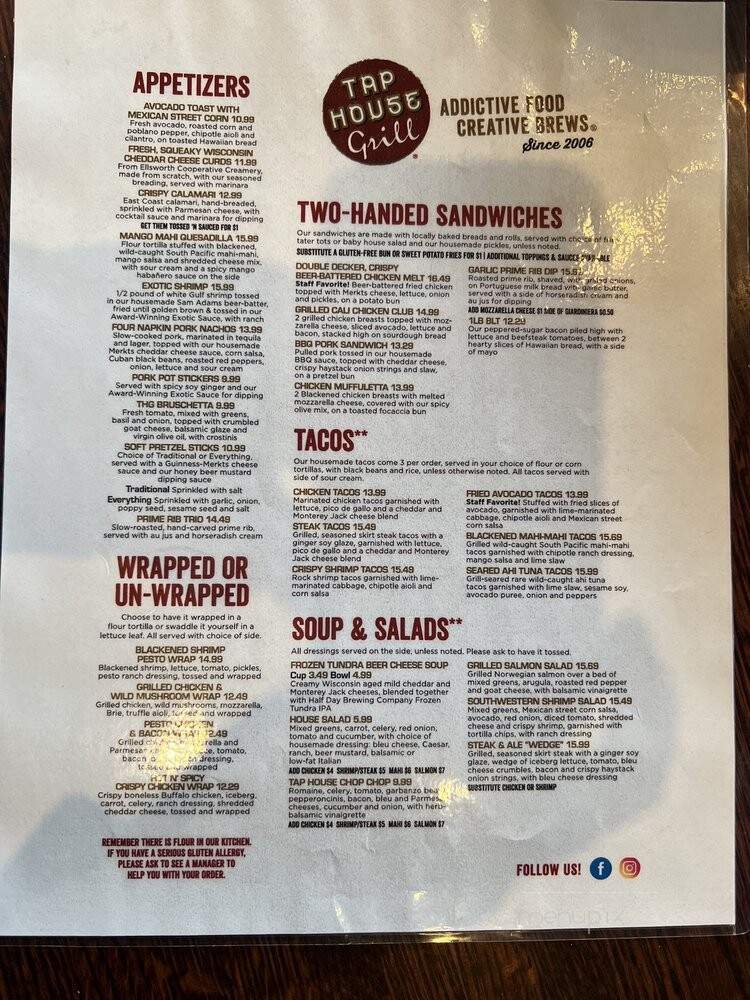 APPETIZERS
AVOCADO TOAST WITH
MEXICAN STREET CORN 10.99
Fresh avocado, roasted corn and
poblano pepper, chipotle aioli and
cilantro, on toasted Hawaiian bread
FRESH, SQUEAKY WISCONSIN
CHEDDAR CHEESE CURDS 11.99
From Ellsworth Cooperative Creamery,
made from scratch, with our seasoned
breading, served with marinara
CRISPY CALAMARI 12.99
East Coast calamari, hand-breaded,
sprinkled with Parmesan cheese, with
cocktail sauce and marinara for dipping
GET THEM TOSSED 'N SAUCED FOR $1
MANGO MAHI QUESADILLA 15.99
Flour tortilla stuffed with blackened,
wild-caught South Pacific mahi-mahi,
mango salsa and shredded cheese mix,
with sour cream and a spicy mango
habañero sauce on the side
EXOTIC SHRIMP 15.99
1/2 pound of white Gulf shrimp tossed
in our housemade Sam Adams beer-batter,
fried until golden brown & tossed in our
Award-Winning Exotic Sauce, with ranch
FOUR NAPKIN PORK NACHOS 13.99
Slow-cooked pork, marinated in tequila
and lager, topped with our housemade
Merkts cheddar cheese sauce, corn salsa,
Cuban black beans, roasted red peppers,
onion, lettuce and sour cream
PORK POT STICKERS 9.99
Served with spicy soy ginger and our
Award-Winning Exotic Sauce for dipping
THG BRUSCHETTA 9.99
Fresh tomato, mixed with greens,
basil and onion, topped with crumbled
goat cheese, balsamic glaze and
virgin olive oil, with crostinis
SOFT PRETZEL STICKS 10.99
Choice of Traditional or Everything,
served with a Guinness-Merkts cheese
sauce and our honey beer mustard
dipping sauce
Traditional Sprinkled with salt
Everything Sprinkled with garlic, onion,
poppy seed, sesame seed and salt
PRIME RIB TRIO 14.49
Slow-roasted, hand-carved prime rib,
served with au jus and horseradish cream
WRAPPED OR
UN-WRAPPED
Choose to have it wrapped in a
flour tortilla or swaddle it yourself in a
lettuce leaf. All served with choice of side.
BLACKENED SHRIMP
PESTO WRAP 14.99
Blackened shrimp, lettuce, tomato, pickles,
pesto ranch dressing, tossed and wrapped
GRILLED CHICKEN &
WILD MUSHROOM WRAP 12.49
Grilled chicken, wild mushrooms, mozzarella,
Brie, truffle aioli, tossed and wrapped
PESTO CHICKEN
& BACON WRAP 12.49
Grilled and
Parmesan tomato,
bacon dressing,
wrapped
HOT N' SPICY
CRISPY CHICKEN WRAP 12.29
Crispy boneless Buffalo chicken, iceberg,
carrot, celery, ranch dressing, shredded
cheddar cheese, tossed and wrapped
REMEMBER THERE IS FLOUR IN OUR KITCHEN.
IF YOU HAVE A SERIOUS GLUTEN ALLERGY,
PLEASE ASK TO SEE A MANAGER TO
HELP YOU WITH YOUR ORDER.
TAP
HOUSE
Grill®
ADDICTIVE FOOD
CREATIVE BREWS®
Since 2006
TWO-HANDED SANDWICHES
Our sandwiches are made with locally baked breads and rolls, served with choice of
tater tots or baby house salad and our housemade pickles, unless noted.
SUBSTITUTE A GLUTEN-FREE BUN OR SWEET POTATO FRIES FOR $1 | ADDITIONAL TOPPINGS & SAUCES
DOUBLE DECKER, CRISPY
BEER-BATTERED CHICKEN MELT 16.49
Staff Favorite! Beer-battered fried chicken
topped with Merkts cheese, lettuce, onion
and pickles, on a potato bun
GRILLED CALI CHICKEN CLUB 14.99
2 grilled chicken breasts topped with moz-
zarella cheese, sliced avocado, lettuce and
bacon, stacked high on sourdough bread
BBQ PORK SANDWICH 13.29
Pulled pork tossed in our housemade
BBQ sauce, topped with cheddar cheese,
crispy haystack onion strings and slaw,
on a pretzel bun
CHICKEN MUFFULETTA 13.99
2 Blackened chicken breasts with melted
mozzarella cheese, covered with our spicy
olive mix, on a toasted focaccia bun
GARLIC PRIME RIB DIP
Roasted prime rib, shaved, with grilled onions,
on Portuguese milk bread with garlic butter,
served with a side of horseradish cream and
au jus for dipping
ADD MOZZARELLA CHEESE $1 SIDE OF GIARDINIERA $0.50
1LB BLT 12.29
Our peppered-sugar bacon piled high with
lettuce and beefsteak tomatoes, between 2
hearty slices of Hawaiian bread, with a side
of mayo
TACOS**
Our housemade tacos come 3 per order, served in your choice of flour or corn
tortillas, with black beans and rice, unless otherwise noted. All tacos served with
side of sour cream.
CHICKEN TACOS 13.99
Marinated chicken tacos garnished with
lettuce, pico de gallo and a cheddar and
Monterey Jack cheese blend
STEAK TACOS 15.49
Grilled, seasoned skirt steak tacos with a
ginger soy glaze, garnished with lettuce,
pico de gallo and a cheddar and Monterey
Jack cheese blend
CRISPY SHRIMP TACOS 15.49
Rock shrimp tacos garnished with lime-
marinated cabbage, chipotle aioli and
corn salsa
FRIED AVOCADO TACOS 13.99
Staff Favorite! Stuffed with fried slices of
avocado, garnished with lime-marinated
cabbage, chipotle aioli and Mexican street
corn salsa
BLACKENED MAHI-MAHI TACOS 15.69
Grilled wild-caught South Pacific mahi-mahi
tacos garnished with chipotle ranch dressing,
mango salsa and lime slaw
SEARED AHI TUNA TACOS 15.99
Grill-seared rare wild-caught ahi tuna
tacos garnished with lime slaw, sesame soy,
avocado puree, onion and peppers
SOUP & SALADS**
All dressings served on the side, unless noted. Please ask to have it tossed.
FROZEN TUNDRA BEER CHEESE SOUP
Cup 3.49 Bowl 4.99
Creamy Wisconsin aged mild cheddar and
Monterey Jack cheeses, blended together
with Half Day Brewing Company Frozen
Tundra IPA
HOUSE SALAD 5.99
Mixed greens, carrot, celery, red onion,
tomato and cucumber, with choice of
housemade dressing: bleu cheese, Caesar,
ranch, beer mustard, balsamic or
low-fat Italian
ADD CHICKEN $4 SHRIMP/STEAK $5 MAHI $6 SALMON $7
TAP HOUSE CHOP CHOP 9.99
Romaine, celery, tomato, garbanzo beans,
pepperoncinis, bacon, bleu and Parmesan
cheeses, cucumber and onion, with herb-
balsamic vinaigrette
ADD CHICKEN $4 SHRIMP/STEAK $5 MAHI $6 SALMON $7
GRILLED SALMON SALAD 15.69
Grilled Norwegian salmon over a bed of
mixed greens, arugula, roasted red pepper
and goat cheese, with balsamic vinaigrette
SOUTHWESTERN SHRIMP SALAD 15.49
Mixed greens, Mexican street corn salsa,
avocado, red onion, diced tomato, shredded
cheese and crispy shrimp, garnished with
tortilla chips, with ranch dressing
STEAK & ALE "WEDGE" 15.99
Grilled, seasoned skirt steak with a ginger soy
glaze, wedge of iceberg lettuce, tomato, bleu
cheese crumbles, bacon and crispy haystack
onion strings, with bleu cheese dressing
SUBSTITUTE CHICKEN OR SHRIMP
FOLLOW US!